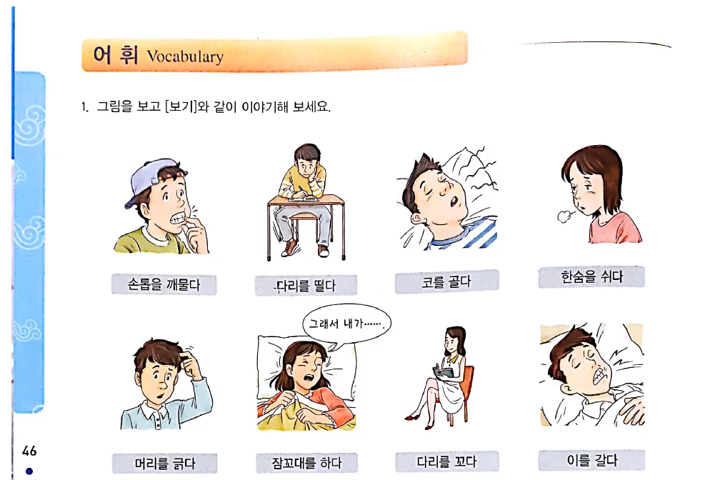 어 휘 Vocabulary
1. 그림을 보고 [보기]와 같이 이야기해 보세요.
손톱을 깨물다
다리를 떨다
코를 골다
한숨을 쉬다
그래서 내가……
머리를 긁다
잠꼬대를 하다
다리를 꼬다
이를 갈다
46